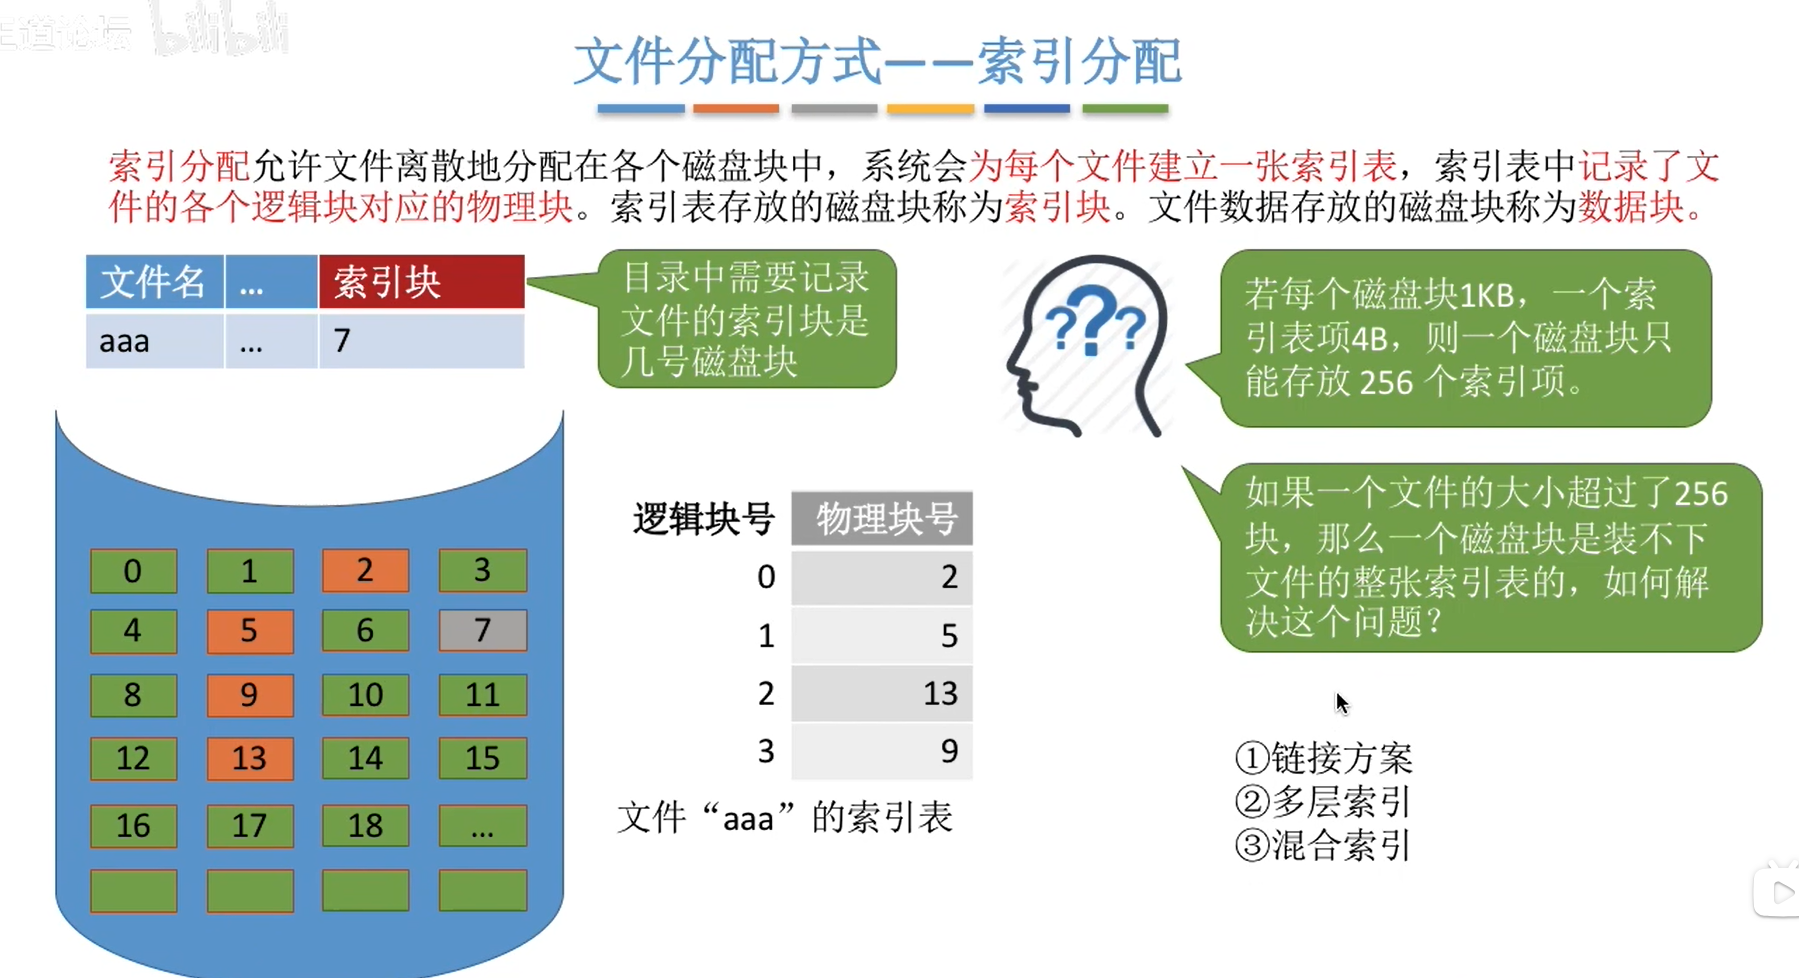 王道论坛 bilibili
文件分配方式——索引分配
索引分配允许文件离散地分配在各个磁盘块中，系统会为每个文件建立一张索引表，索引表中记录了文
件的各个逻辑块对应的物理块。索引表存放的磁盘块称为索引块。文件数据存放的磁盘块称为数据块。
文件名 ... 索引块
aaa ... 7
目录中需要记录
文件的索引块是
几号磁盘块
???
若每个磁盘块1KB，一个索
引表项4B，则一个磁盘块只
能存放 256 个索引项。
如果一个文件的大小超过了256
块，那么一个磁盘块是装不下
文件的整张索引表的，如何解
决这个问题？
0 1 2 3
4 5 6 7
8 9 10 11
12 13 14 15
16 17 18 ...
逻辑块号 物理块号
0 2
1 5
2 13
3 9
文件“aaa”的索引表
①链接方案
②多层索引
③混合索引